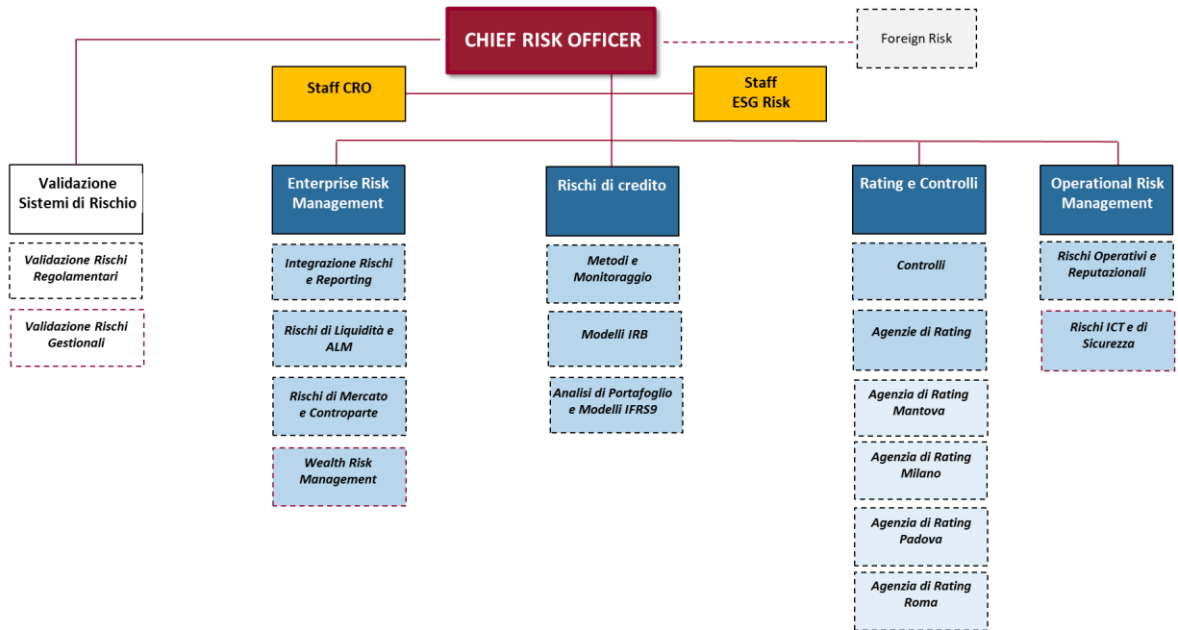 CHIEF RISK OFFICER
Foreign Risk
Staff CRO
Staff
ESG Risk
Validazione
Sistemi di Rischio
Validazione Rischi
Regolamentari
Validazione Rischi
Gestionali
Enterprise Risk
Management
Integrazione Rischi
e Reporting
Rischi di Liquidità e
ALM
Rischi di Mercato
e Controparte
Wealth Risk
Management
Rischi di credito
Metodi e
Monitoraggio
Modelli IRB
Analisi di Portafoglio
e Modelli IFRS9
Rating e Controlli
Controlli
Agenzie di Rating
Agenzia di Rating
Mantova
Agenzia di Rating
Milano
Agenzia di Rating
Padova
Agenzia di Rating
Roma
Operational Risk
Management
Rischi Operativi e
Reputazionali
Rischi ICT e di
Sicurezza